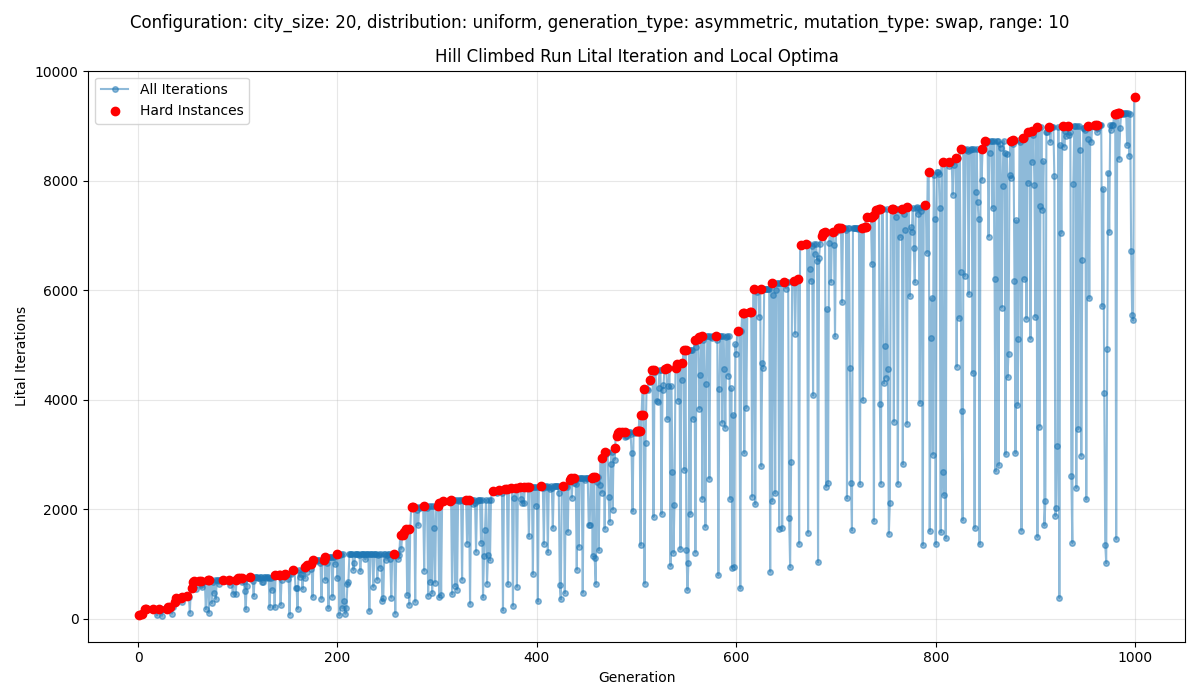 Configuration: city_size: 20, distribution: uniform, generation_type: asymmetric, mutation_type: swap, range: 10
Hill Climbed Run Lital Iteration and Local Optima
All Iterations
Hard Instances
10000
8000
6000
4000
2000
0
Lital Iterations
0 200 400 600 800 1000
Generation